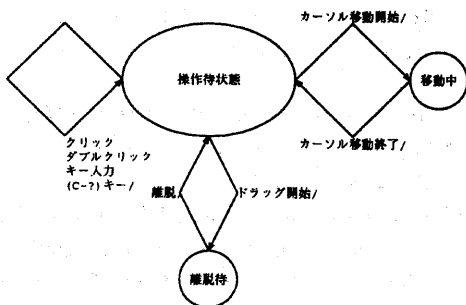 カーソル移動開始/
操作待状態
移動中
カーソル移動終了/
クリック
ダブルクリック
キー入力
(C-?) キー/
離脱/
ドラッグ開始/
離脱待